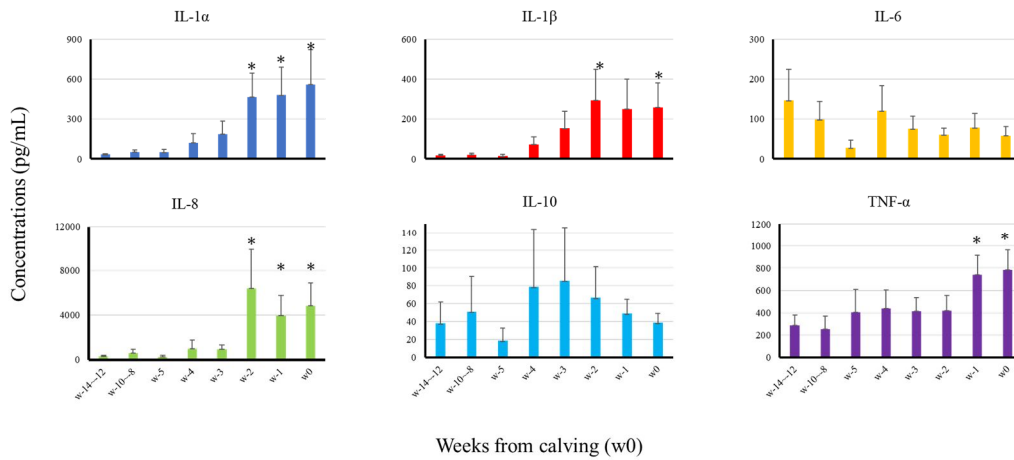 IL-1α
900
600
300
0
*
*
*
IL-1β
600
400
200
0
*
*
IL-6
300
200
100
0
Concentrations (pg/mL)
IL-8
12000
8000
4000
0
*
*
*
w-14—12
w-10—8
w-5
w-4
w-3
w-2
w-1
w0
IL-10
140
120
100
80
60
40
20
0
w-14—12
w-10—8
w-5
w-4
w-3
w-2
w-1
w0
TNF-α
1200
1000
800
600
400
200
0
*
*
w-14—12
w-10—8
w-5
w-4
w-3
w-2
w-1
w0
Weeks from calving (w0)